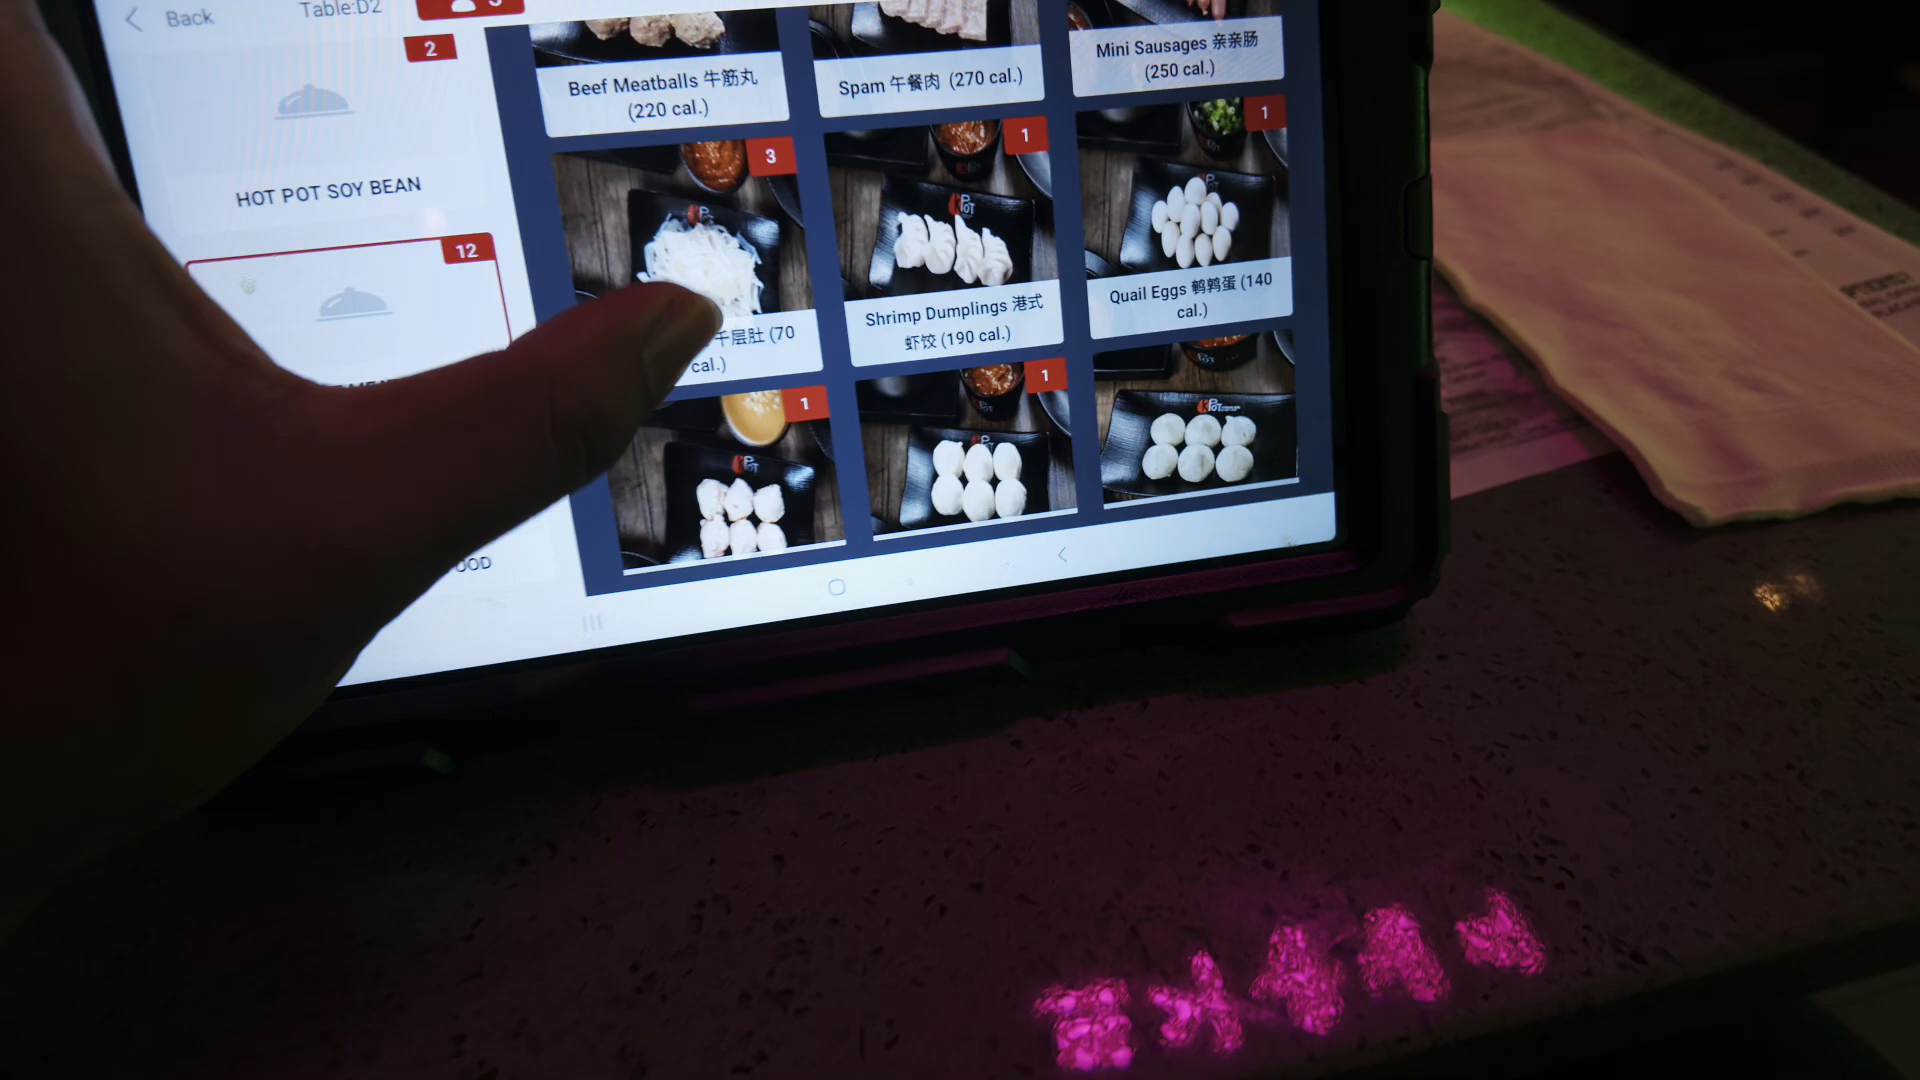 Back
Table:D2
3
2
HOT POT SOY BEAN
12
OOD
Beef Meatballs 牛筋丸
(220 cal.)
Spam 午餐肉 (270 cal.)
Mini Sausages 亲亲肠
(250 cal.)
3
千层肚 (70
cal.)
1
Shrimp Dumplings 港式
虾饺 (190 cal.)
1
Quail Eggs 鹌鹑蛋 (140
cal.)
1
1
KPOT